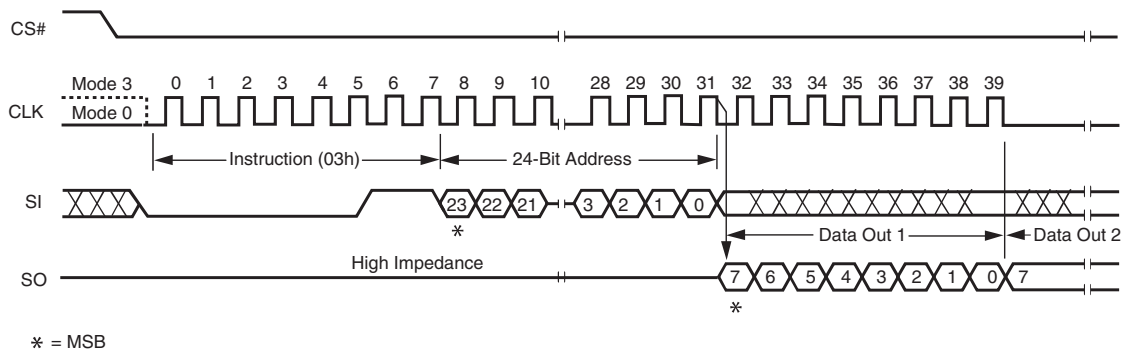 CS#
Mode 3 0 1 2 3 4 5 6 7 8 9 10 28 29 30 31 32 33 34 35 36 37 38 39
CLK Mode 0
Instruction (03h) 24-Bit Address
SI 23 22 21 3 2 1 0
* Data Out 1 Data Out 2
High Impedance
SO 7 6 5 4 3 2 1 0 7
*
* = MSB